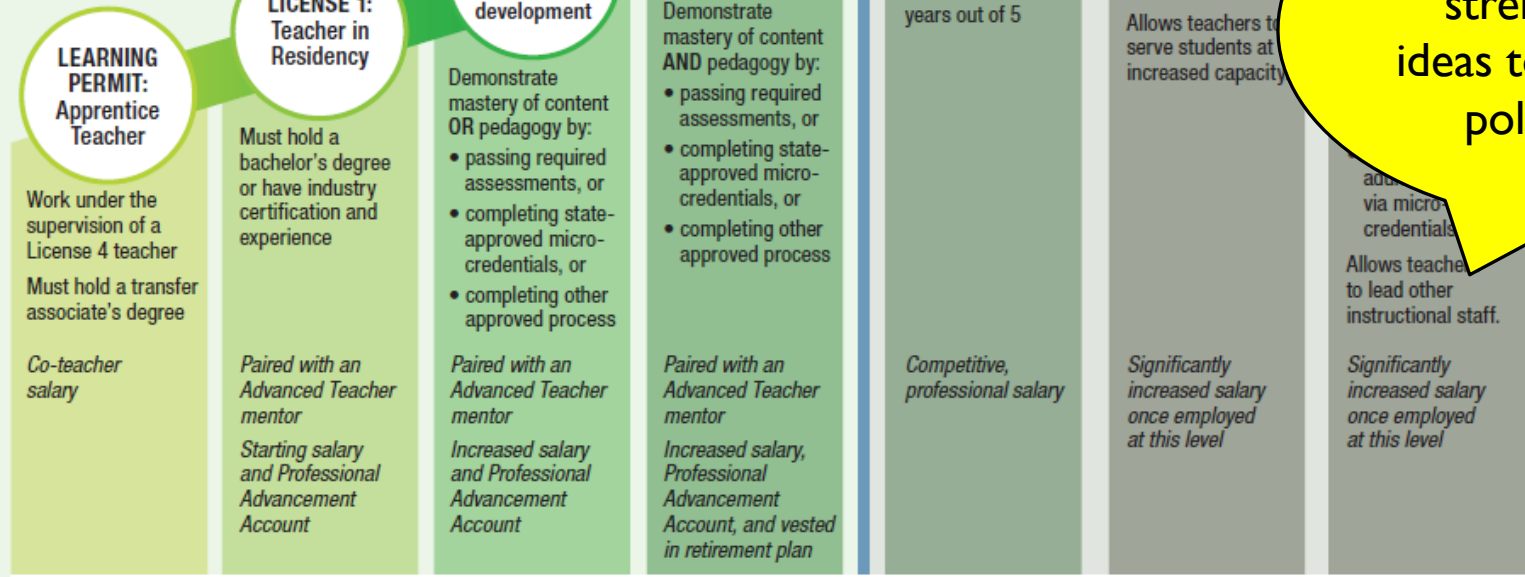 LEARNING
PERMIT:
Apprentice
Teacher
Work under the
supervision of a
License 4 teacher
Must hold a transfer
associate's degree
Co-teacher
salary
LICENSE 1:
Teacher in
Residency
Must hold a
bachelor's degree
or have industry
certification and
experience
Paired with an
Advanced Teacher
mentor
Starting salary
and Professional
Advancement
Account
development
Demonstrate
mastery of content
OR pedagogy by:
• passing required
assessments, or
• completing state-
approved micro-
credentials, or
• completing other
approved process
Paired with an
Advanced Teacher
mentor
Increased salary
and Professional
Advancement
Account
Demonstrate
mastery of content
AND pedagogy by:
• passing required
assessments, or
• completing state-
approved micro-
credentials, or
• completing other
approved process
Paired with an
Advanced Teacher
mentor
Increased salary,
Professional
Advancement
Account, and vested
in retirement plan
years out of 5
Competitive,
professional salary
Allows teachers to
serve students at
increased capacity
Significantly
increased salary
once employed
at this level
via micro-
credentials
Allows
to lead other
instructional staff.
Significantly
increased salary
once employed
at this level
ideas